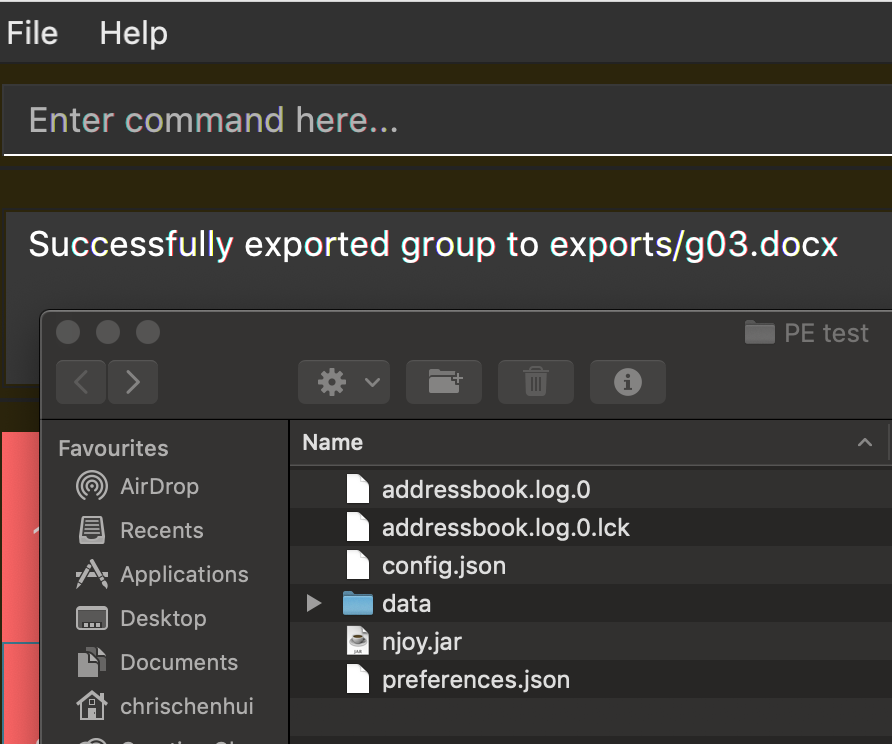 File Help
Enter command here...
Successfully exported group to exports/g03.docx
PE test
Favourites
AirDrop
Recents
Applications
Desktop
Documents
chrischenhui
Name
addressbook.log.0
addressbook.log.0.lck
config.json
data
njoy.jar
preferences.json